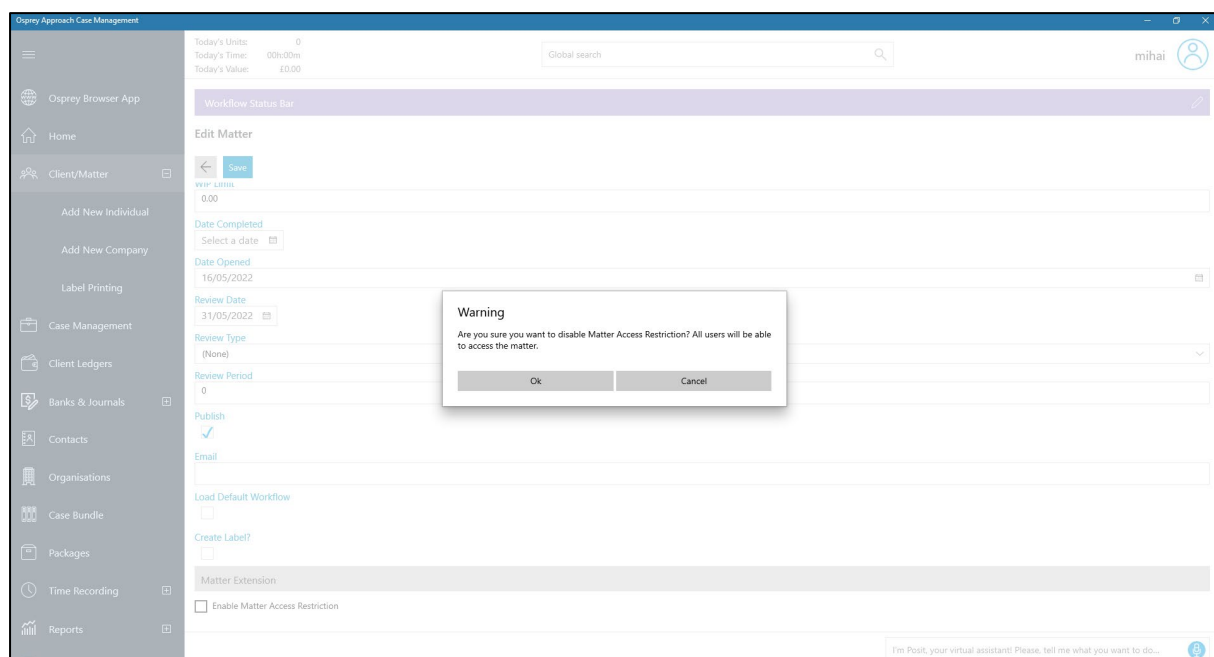 Osprey Approach Case Management
Today's Units: 0
Today's Time: 00h:00m
Today's Value: £0.00
Global search
mihai
Osprey Browser App
Home
Client/Matter
Add New Individual
Add New Company
Label Printing
Case Management
Client Ledgers
Banks & Journals
Contacts
Organisations
Case Bundle
Packages
Time Recording
Reports
Workflow Status Bar
Edit Matter
Save
WIP Limit
0.00
Date Completed
Select a date
Date Opened
16/05/2022
Review Date
31/05/2022
Review Type
(None)
Review Period
0
Publish
Email
Load Default Workflow
Create Label?
Matter Extension
Enable Matter Access Restriction
Warning
Are you sure you want to disable Matter Access Restriction? All users will be able
to access the matter.
Ok Cancel
I'm Posit, your virtual assistant! Please, tell me what you want to do...